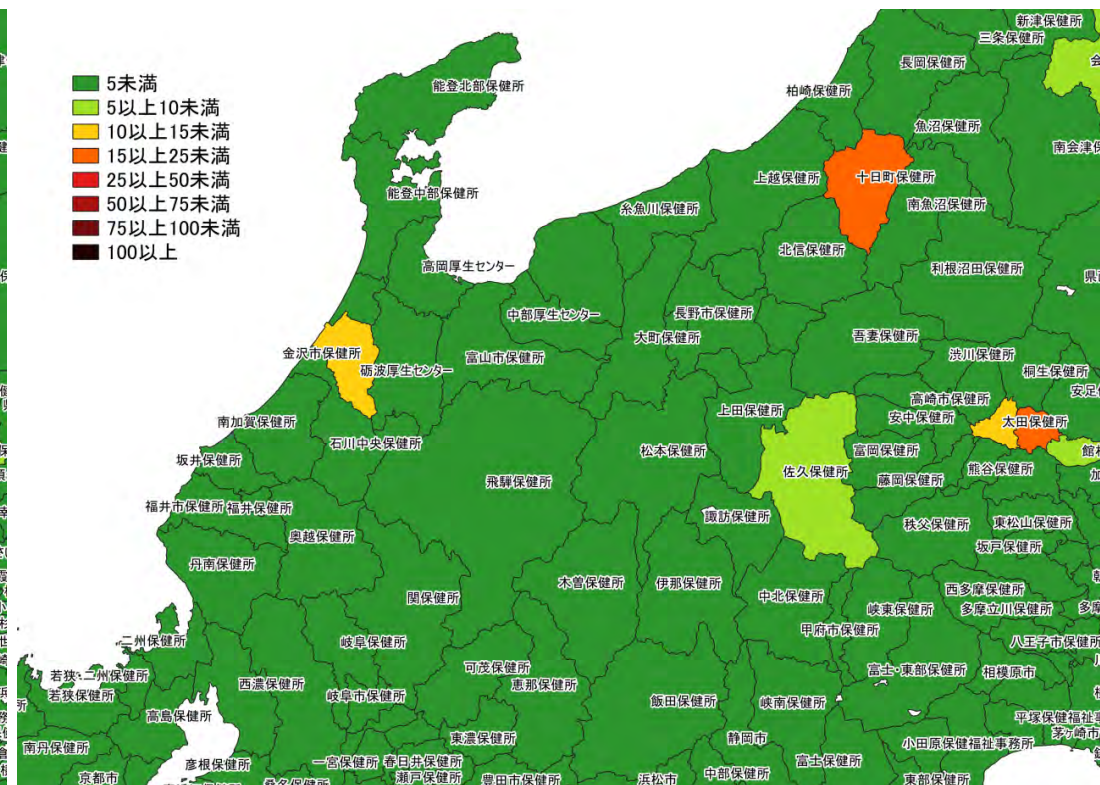 5未満
5以上10未満
10以上15未満
15以上25未満
25以上50未満
50以上75未満
75以上100未満
100以上
新津保健所
三条保健所
長岡保健所
能登北部保健所
柏崎保健所
魚沼保健所
南会津保
上越保健所
十日町保健所
能登中部保健所
南魚沼保健所
糸魚川保健所
北信保健所
高岡厚生センター
利根沼田保健所
中部厚生センター
長野市保健所
大町保健所
吾妻保健所
金沢市保健所
砺波厚生センター
富山市保健所
渋川保健所
桐生保健所
安足
高崎市保健所
上田保健所
安中保健所
太田保健所
南加賀保健所
石川中央保健所
松本保健所
富岡保健所
館林
坂井保健所
佐久保健所
熊谷保健所
飛騨保健所
藤岡保健所
福井市保健所
福井保健所
諏訪保健所
秩父保健所
東松山保健所
奥越保健所
坂戸保健所
丹南保健所
木曽保健所
伊那保健所
中北保健所
西多摩保健所
関保健所
峡東保健所
多摩立川保健所
多摩
甲府市保健所
二州保健所
岐阜保健所
八王子市保健所
若狭・二州保健所
可茂保健所
富士・東部保健所
相模原市
若狭保健所
西濃保健所
岐阜市保健所
恵那保健所
飯田保健所
峡南保健所
高島保健所
平塚保健福祉事
茅ヶ崎市
南丹保健所
東濃保健所
静岡市
小田原保健福祉事務所
彦根保健所
一宮保健所
春日井保健所
富士保健所
京都市
瀬戸保健所
豊田市保健所
浜松市
中部保健所
東部保健所
桑名保健所